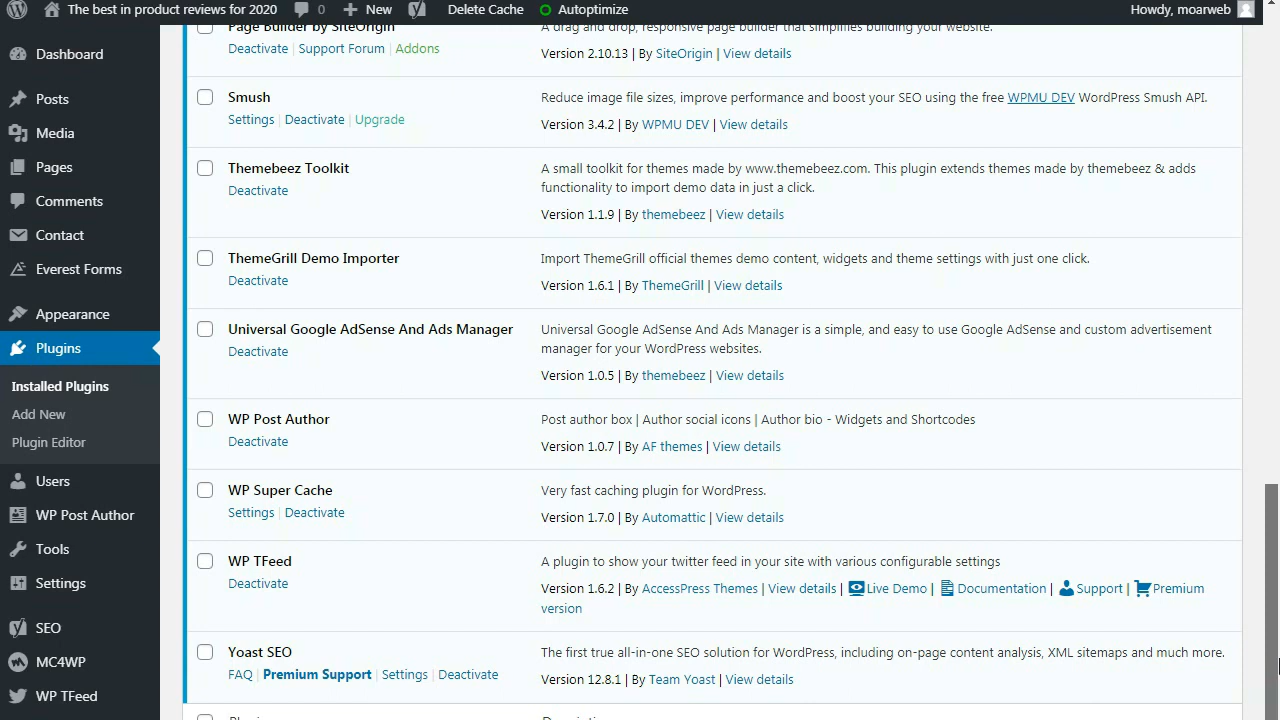 The best in product reviews for 2020 0 New Delete Cache Autoptimize Howdy, moarweb
Dashboard
Posts
Media
Pages
Comments
Contact
Everest Forms
Appearance
Plugins
Installed Plugins
Add New
Plugin Editor
Users
WP Post Author
Tools
Settings
SEO
MC4WP
WP TFeed
Page Builder by SiteOrigin
Deactivate | Support Forum | Addons
A drag and drop, responsive page builder that simplifies building your website.
Version 2.10.13 | By SiteOrigin | View details
Smush
Settings | Deactivate | Upgrade
Reduce image file sizes, improve performance and boost your SEO using the free WPMU DEV WordPress Smush API.
Version 3.4.2 | By WPMU DEV | View details
Themebeez Toolkit
Deactivate
A small toolkit for themes made by www.themebeez.com. This plugin extends themes made by themebeez & adds
functionality to import demo data in just a click.
Version 1.1.9 | By themebeez | View details
ThemeGrill Demo Importer
Deactivate
Import ThemeGrill official themes demo content, widgets and theme settings with just one click.
Version 1.6.1 | By ThemeGrill | View details
Universal Google AdSense And Ads Manager
Deactivate
Universal Google AdSense And Ads Manager is a simple, and easy to use Google AdSense and custom advertisement
manager for your WordPress websites.
Version 1.0.5 | By themebeez | View details
WP Post Author
Deactivate
Post author box | Author social icons | Author bio - Widgets and Shortcodes
Version 1.0.7 | By AF themes | View details
WP Super Cache
Settings | Deactivate
Very fast caching plugin for WordPress.
Version 1.7.0 | By Automattic | View details
WP TFeed
Deactivate
A plugin to show your twitter feed in your site with various configurable settings
Version 1.6.2 | By AccessPress Themes | View details | Live Demo | Documentation | Support | Premium
version
Yoast SEO
FAQ | Premium Support | Settings | Deactivate
The first true all-in-one SEO solution for WordPress, including on-page content analysis, XML sitemaps and much more.
Version 12.8.1 | By Team Yoast | View details